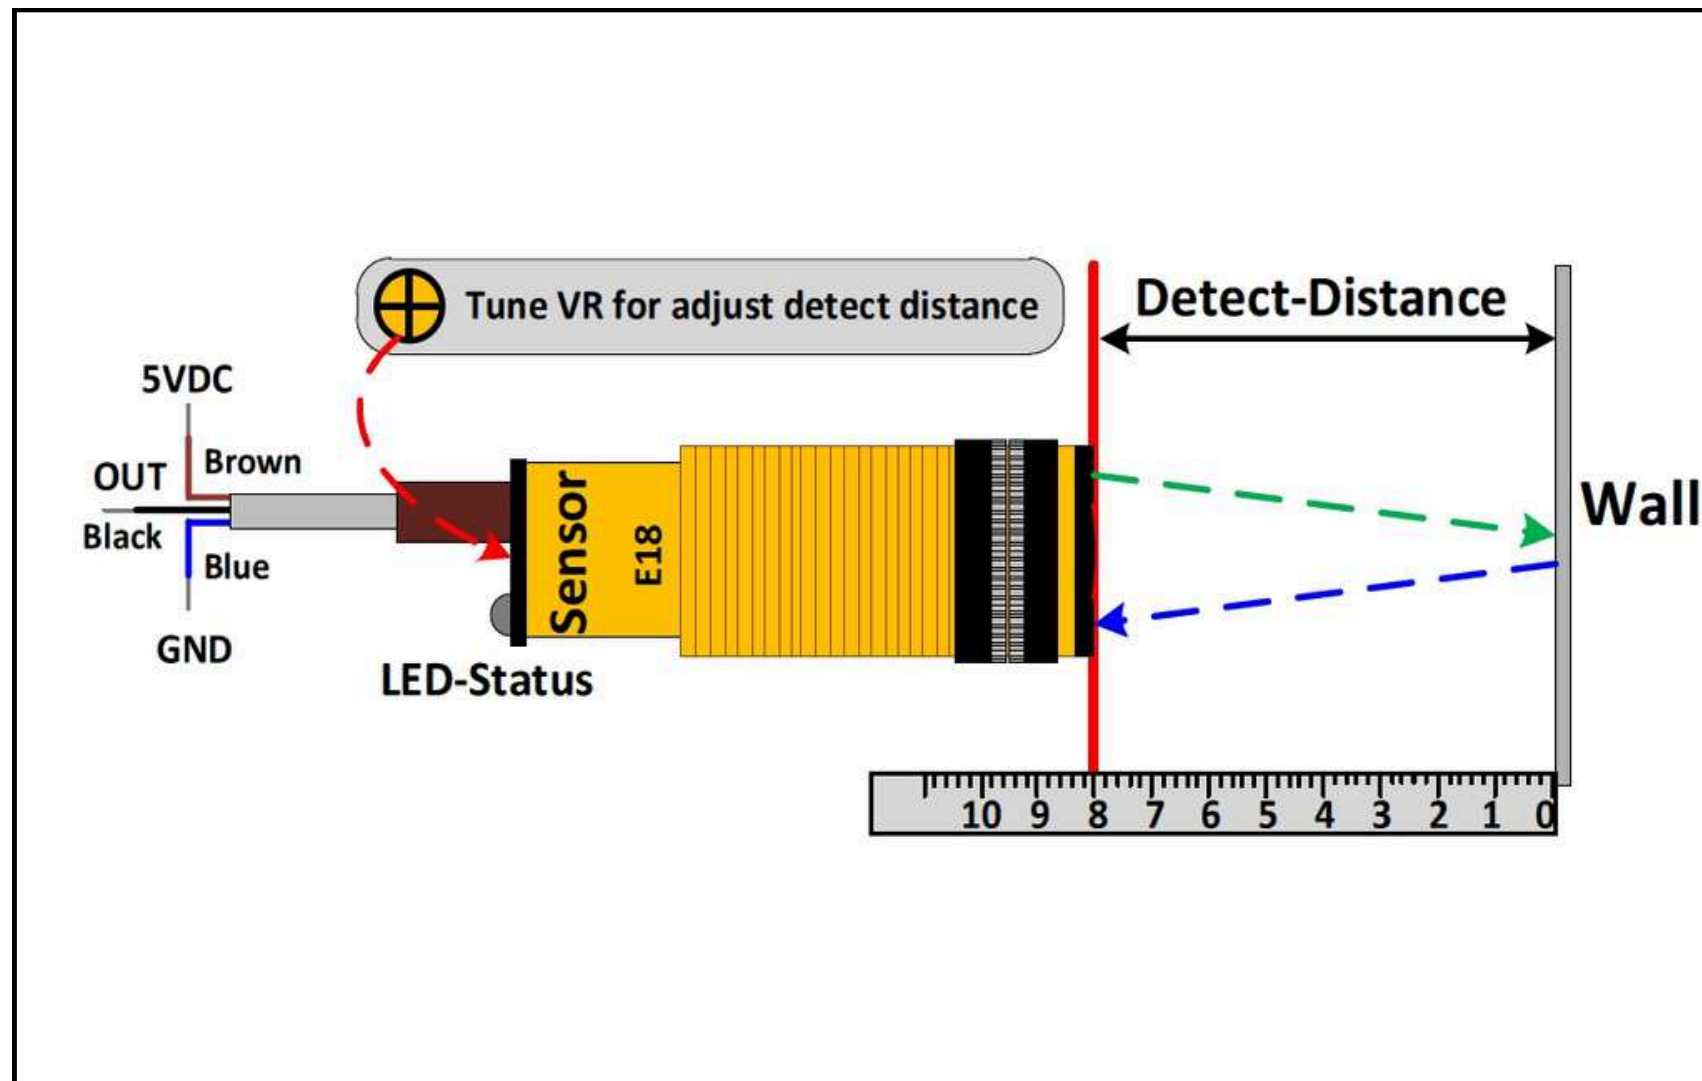 Tune VR for adjust detect distance
Detect-Distance
5VDC
Brown
OUT
Black
Blue
GND
Sensor
E18
LED-Status
Wall
10 9 8 7 6 5 4 3 2 1 0